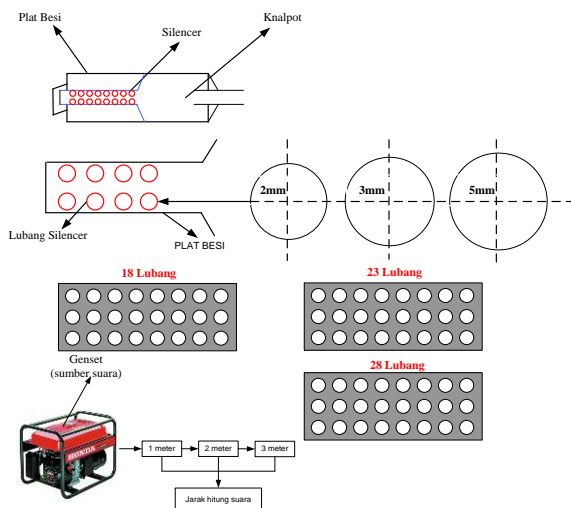 Plat Besi
Silencer
Knalpot
2mm
3mm
5mm
Lubang Silencer
PLAT BESI
18 Lubang
23 Lubang
28 Lubang
Genset
(sumber suara)
HONDA
1 meter
2 meter
3 meter
Jarak hitung suara